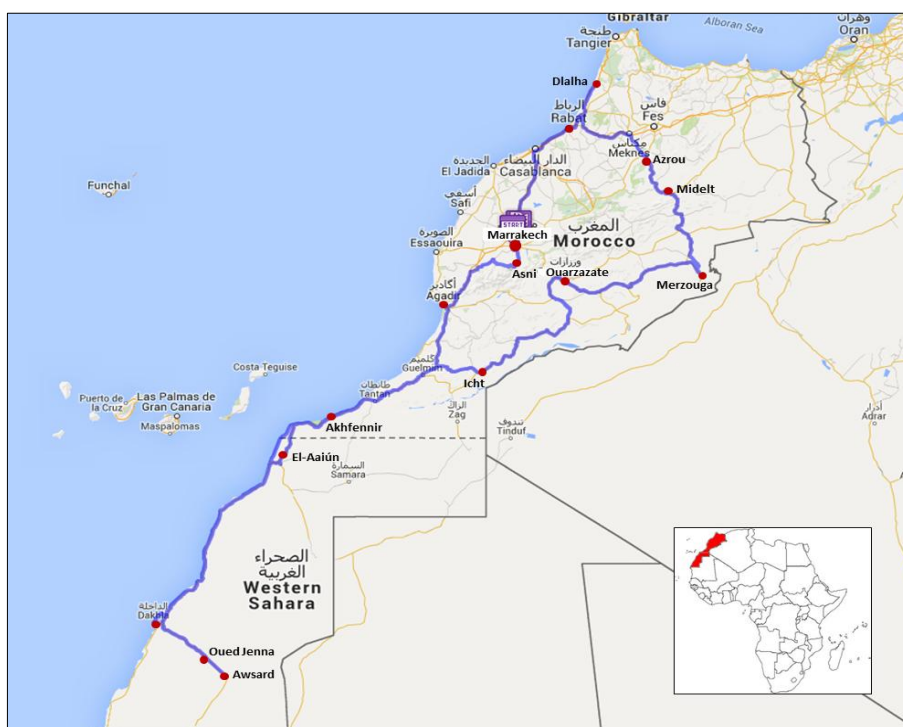 Gibraltar
Alboran Sea
وهران
Oran
طنجة
Tangier
Dlalha
الرباط
Rabat
فاس
Fes
مكناس
Meknes
الدار البيضاء
Casablanca
الجديدة
El Jadida
Azrou
Funchal
آسفي
Safi
Midelt
START
Marrakech
المغرب
Morocco
الصويرة
Essaouira
Asni
ورزازات
Ouarzazate
Merzouga
أكادير
Agadir
كلميم
Guelmim
Icht
Costa Teguise
طانطان
Tantan
Puerto de
la Cruz
Las Palmas de
Gran Canaria
Maspalomas
الزاك
Zag
تندوف
Tinduf
أدرار
Adrar
Akhfennir
El-Aaiún
السمارة
Samara
الصحراء
الغربية
Western
Sahara
الداخلة
Dakhla
Oued Jenna
Awsard